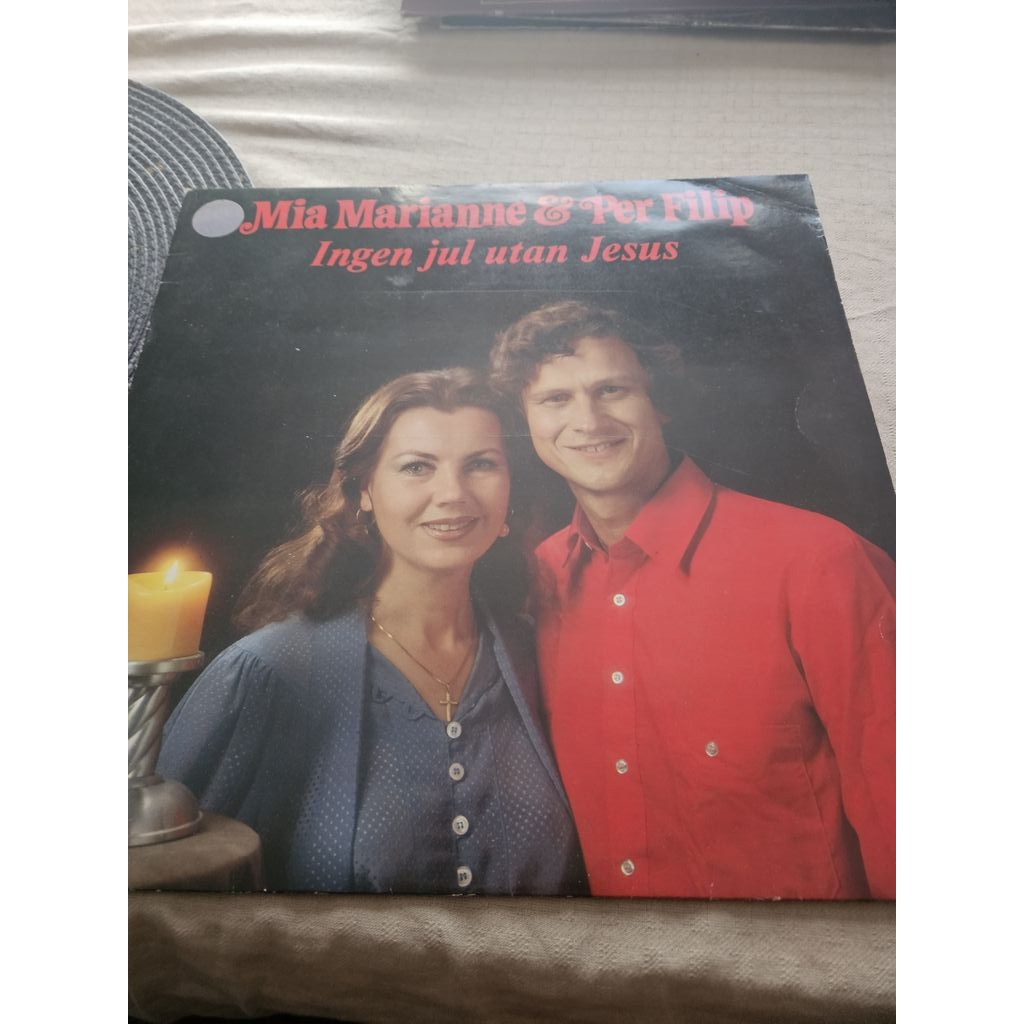 Mia Marianne & Per Filip
Ingen jul utan Jesus